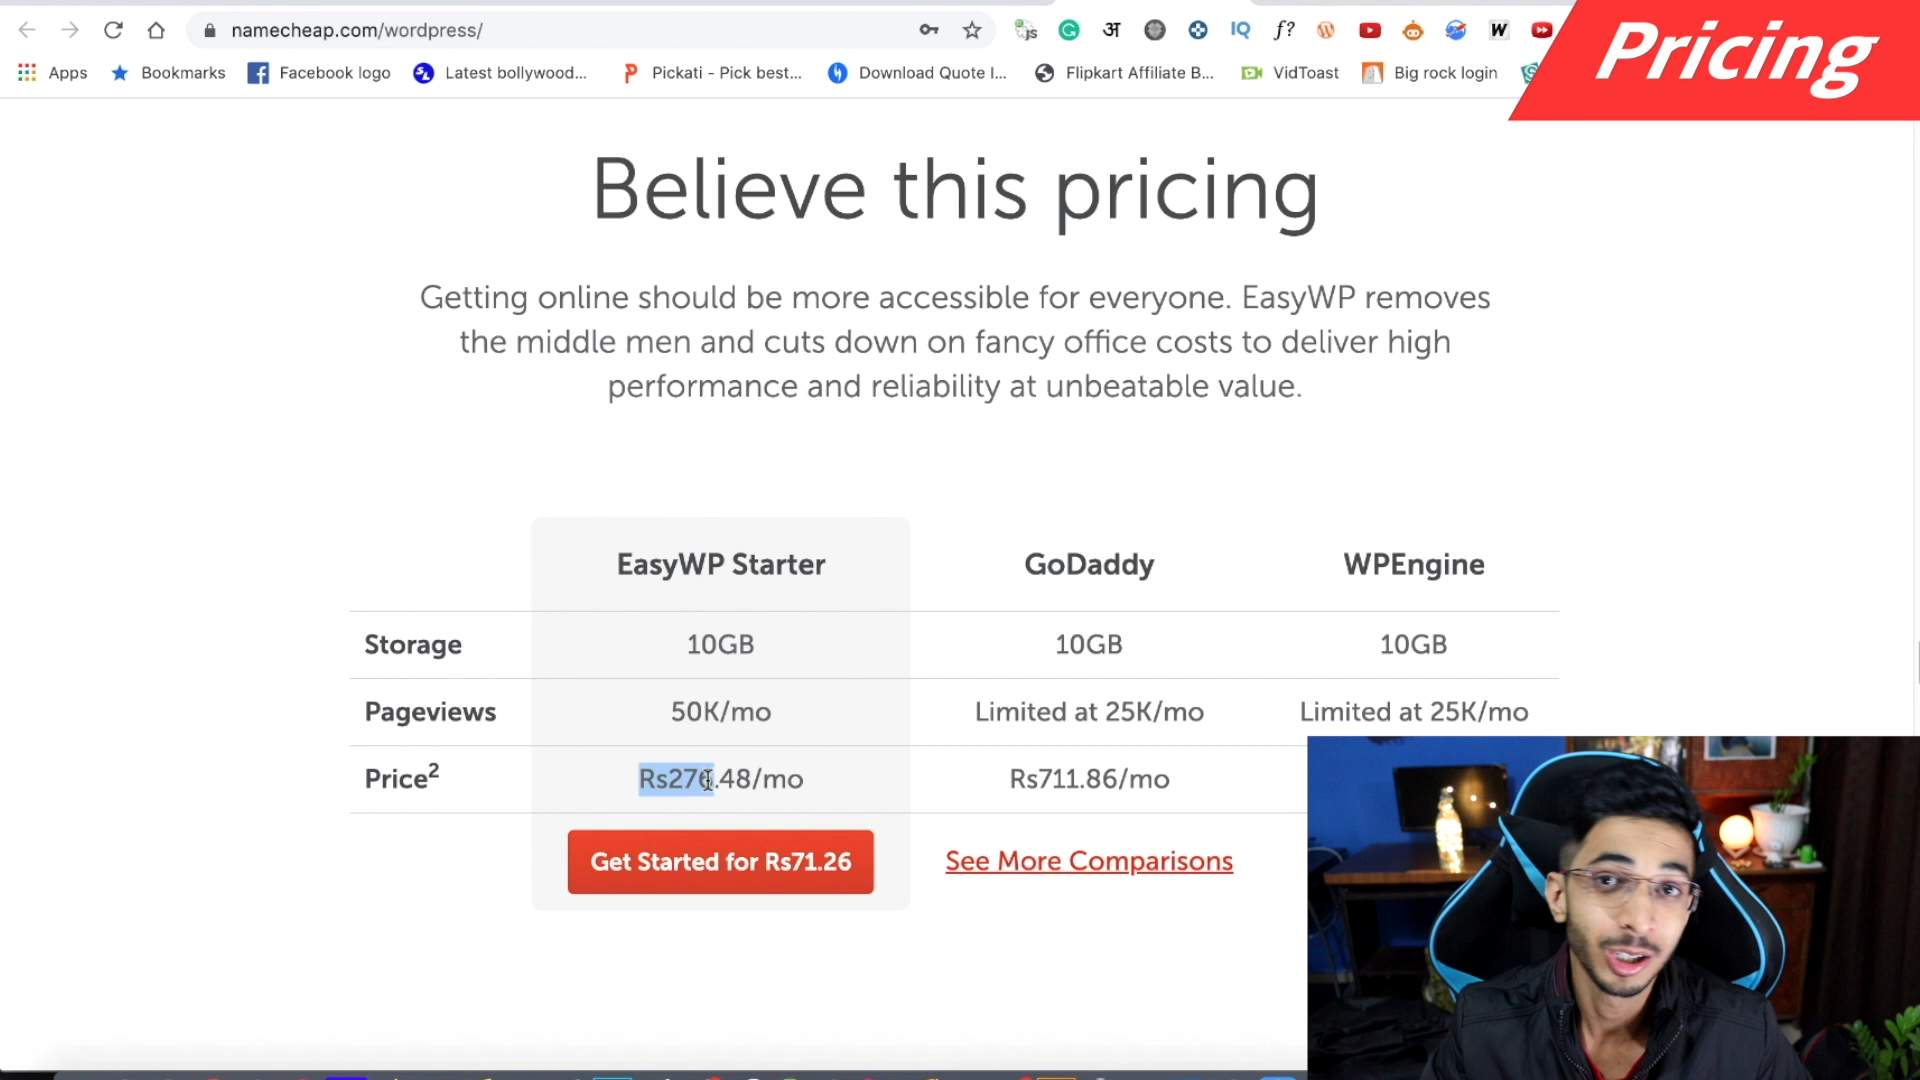 namecheap.com/wordpress/
Pricing
Apps Bookmarks Facebook logo Latest bollywood... Pickati - Pick best... Download Quote I... Flipkart Affiliate B... VidToast Big rock login
Believe this pricing
Getting online should be more accessible for everyone. EasyWP removes
the middle men and cuts down on fancy office costs to deliver high
performance and reliability at unbeatable value.
EasyWP Starter GoDaddy WPEngine
Storage 10GB 10GB 10GB
Pageviews 50K/mo Limited at 25K/mo Limited at 25K/mo
Price² .48/mo Rs711.86/mo
Get Started for Rs71.26 See More Comparisons